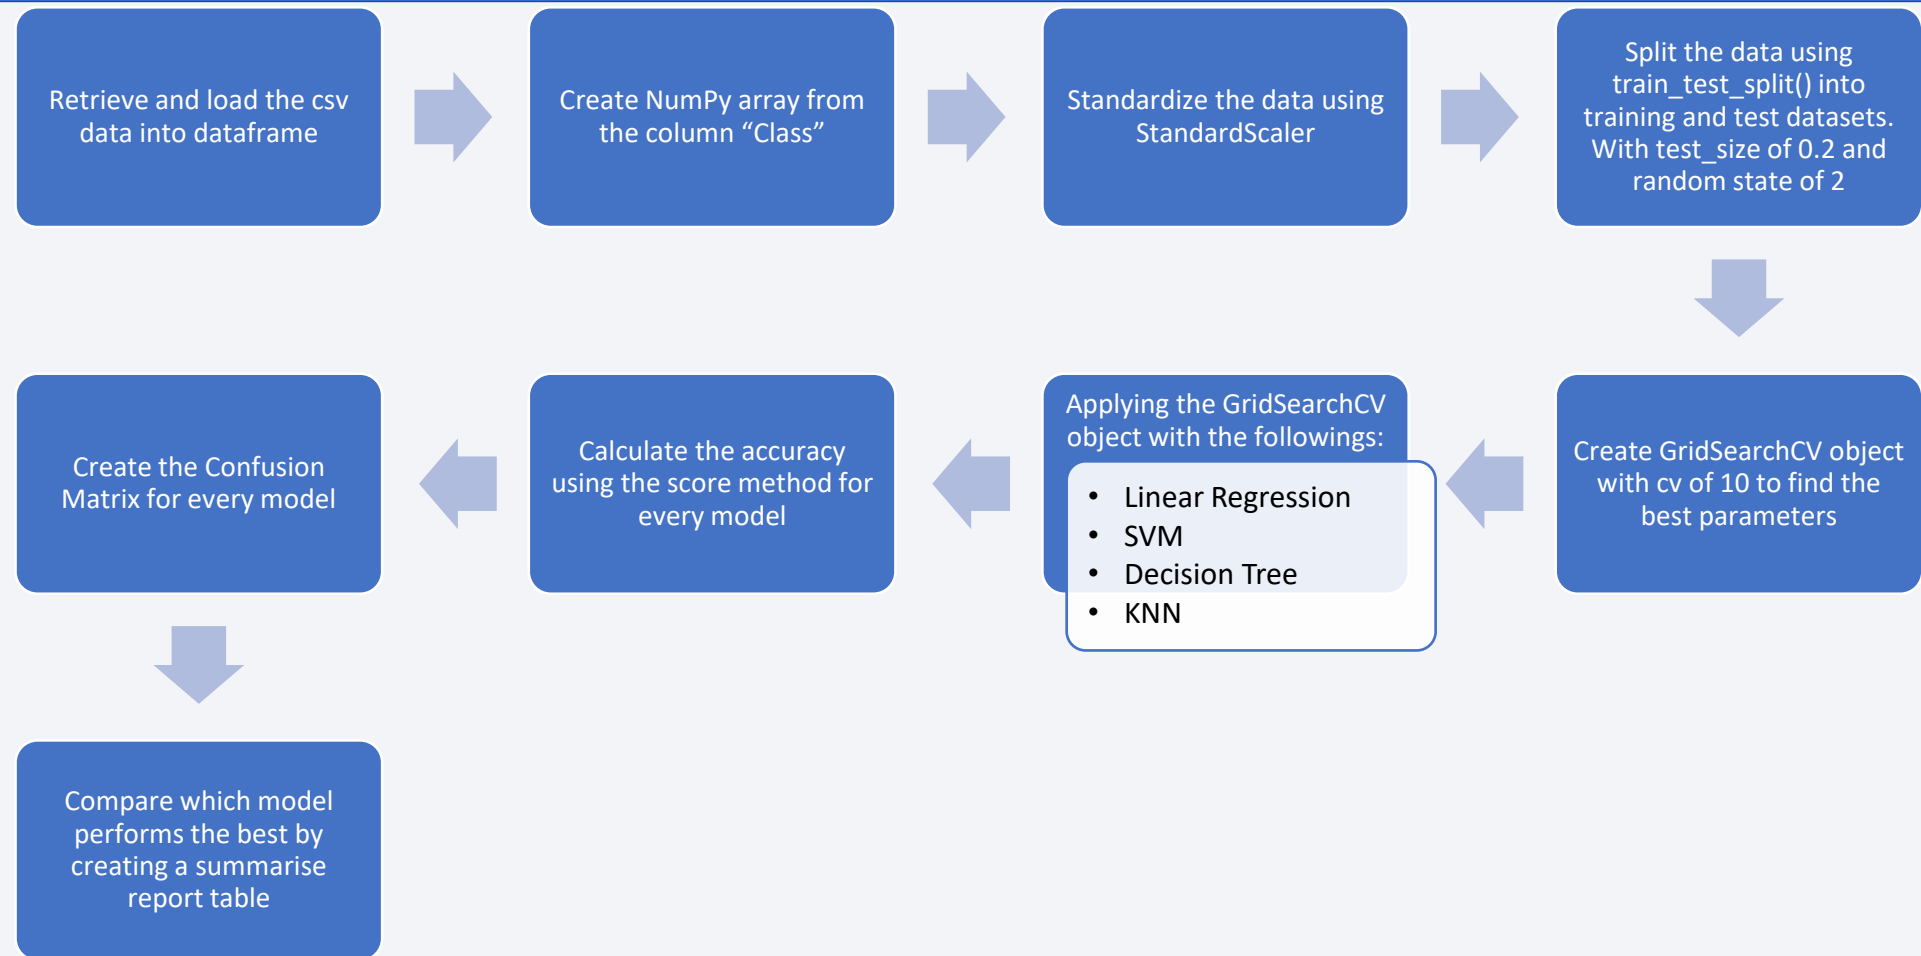 Retrieve and load the csv
data into dataframe
Create NumPy array from
the column “Class”
Standardize the data using
StandardScaler
Split the data using
train_test_split() into
training and test datasets.
With test_size of 0.2 and
random state of 2
Create GridSearchCV object
with cv of 10 to find the
best parameters
Applying the GridSearchCV
object with the followings:
• Linear Regression
• SVM
• Decision Tree
• KNN
Calculate the accuracy
using the score method for
every model
Create the Confusion
Matrix for every model
Compare which model
performs the best by
creating a summarise
report table